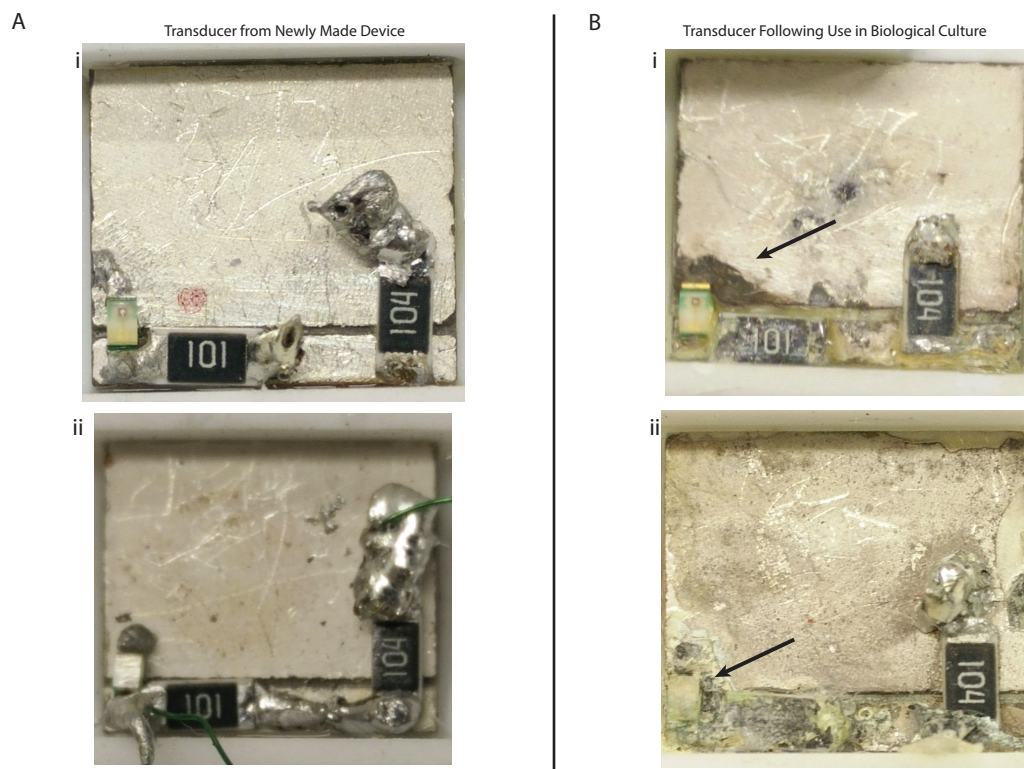 A
Transducer from Newly Made Device
i
104
101
ii
104
101
B
Transducer Following Use in Biological Culture
i
104
101
ii
104